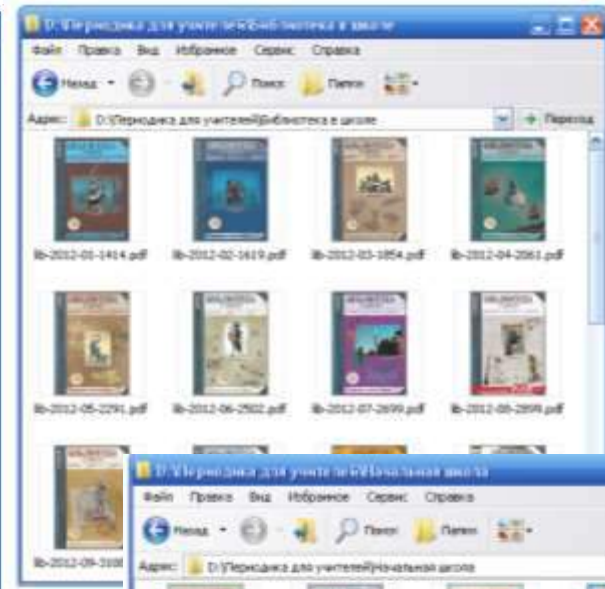 D:\Периодика для учителей\Библиотека в школе
Файл Правка Вид Избранное Сервис Справка
Назад Поиск Папки
Адрес: D:\Периодика для учителей\Библиотека в школе Переход
lib-2012-01-1414.pdf lib-2012-02-1619.pdf lib-2012-03-1854.pdf lib-2012-04-2061.pdf
lib-2012-05-2291.pdf lib-2012-06-2502.pdf lib-2012-07-2699.pdf lib-2012-08-2899.pdf
lib-2012-09-3108
D:\Периодика для учителей\Начальная школа
Файл Правка Вид Избранное Сервис Справка
Назад Поиск Папки
Адрес: D:\Периодика для учителей\Начальная школа